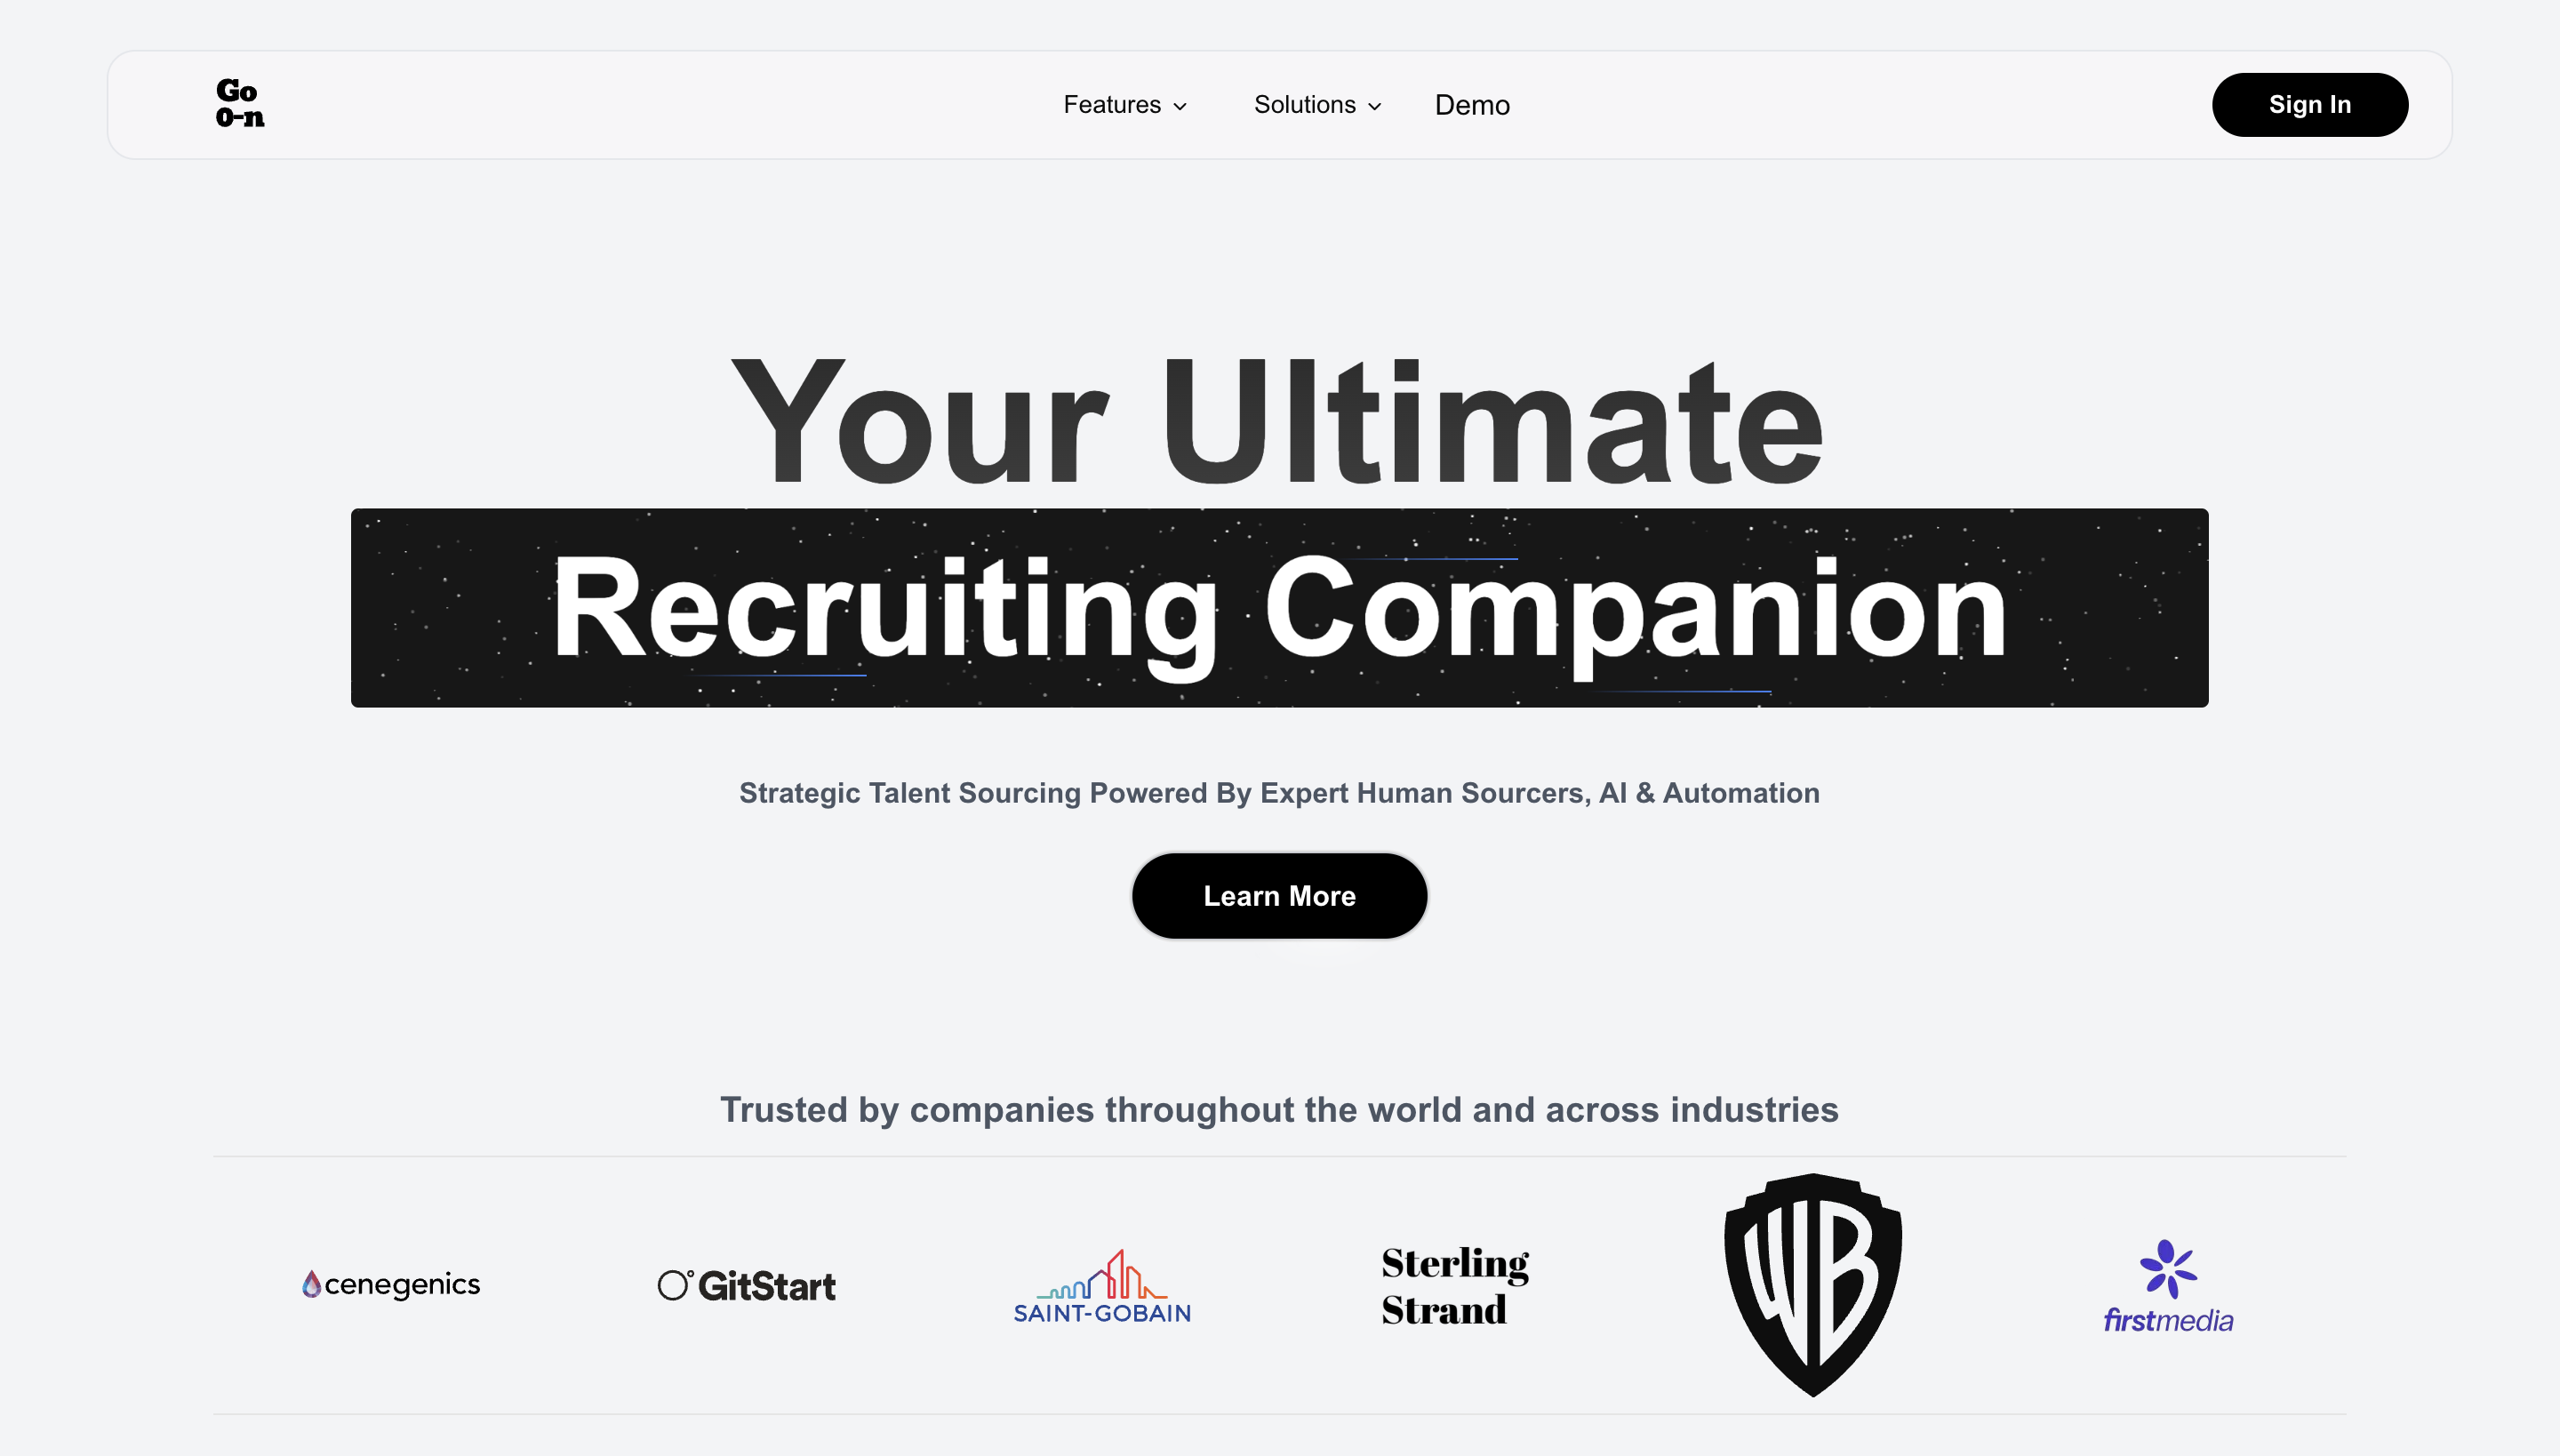 Go
O-n
Features
Solutions
Demo
Sign In
Your Ultimate
Recruiting Companion
Strategic Talent Sourcing Powered By Expert Human Sourcers, AI & Automation
Learn More
Trusted by companies throughout the world and across industries
cenegenics
GitStart
SAINT-GOBAIN
Sterling
Strand
WB
firstmedia